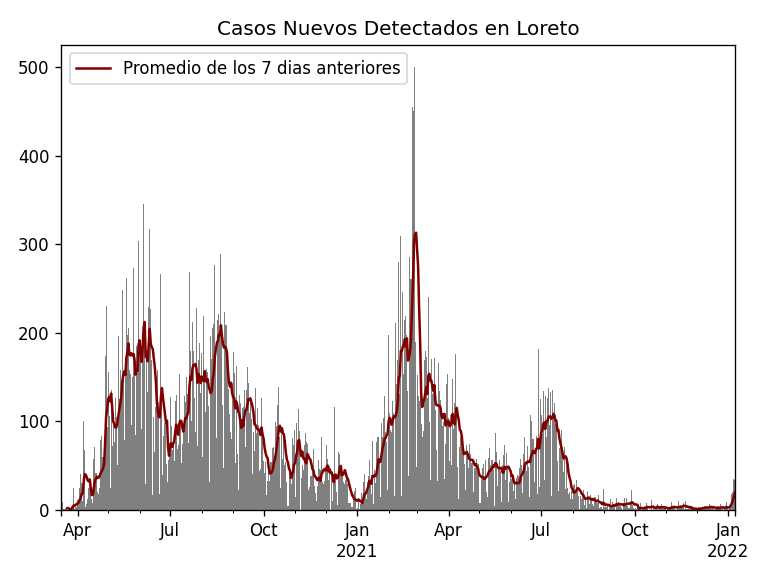 Casos Nuevos Detectados en Loreto
Promedio de los 7 dias anteriores
500
400
300
200
100
0
Apr Jul Oct Jan Apr Jul Oct Jan
2021 2022